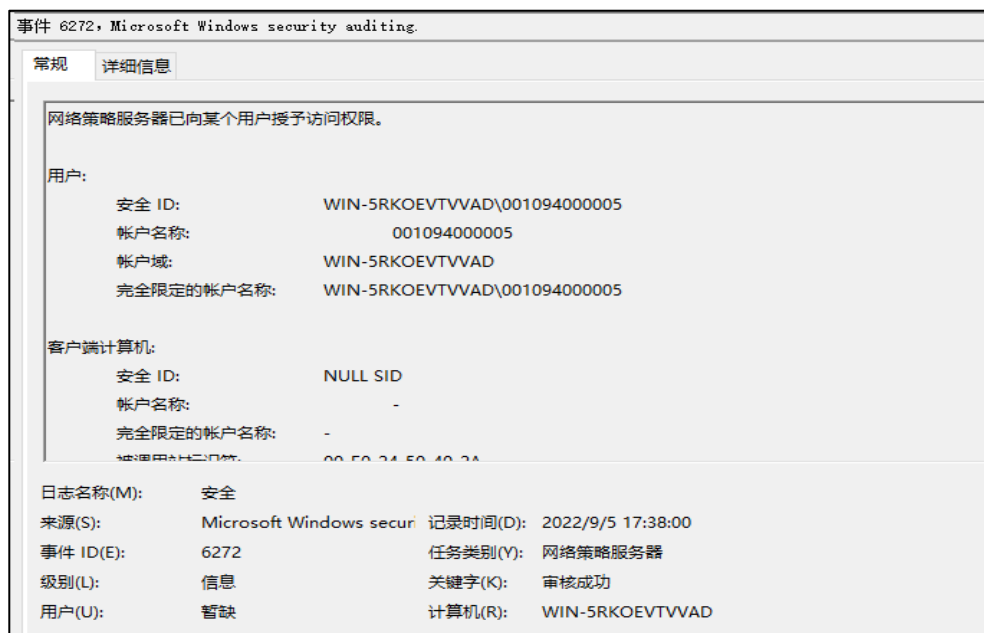 事件 6272，Microsoft Windows security auditing.
常规 详细信息
网络策略服务器已向某个用户授予访问权限。
用户:
安全 ID: WIN-5RKOEVTVVAD\001094000005
帐户名称: 001094000005
帐户域: WIN-5RKOEVTVVAD
完全限定的帐户名称: WIN-5RKOEVTVVAD\001094000005
客户端计算机:
安全 ID: NULL SID
帐户名称: -
完全限定的帐户名称: -
日志名称(M): 安全
来源(S): Microsoft Windows securi 记录时间(D): 2022/9/5 17:38:00
事件 ID(E): 6272 任务类别(Y): 网络策略服务器
级别(L): 信息 关键字(K): 审核成功
用户(U): 暂缺 计算机(R): WIN-5RKOEVTVVAD